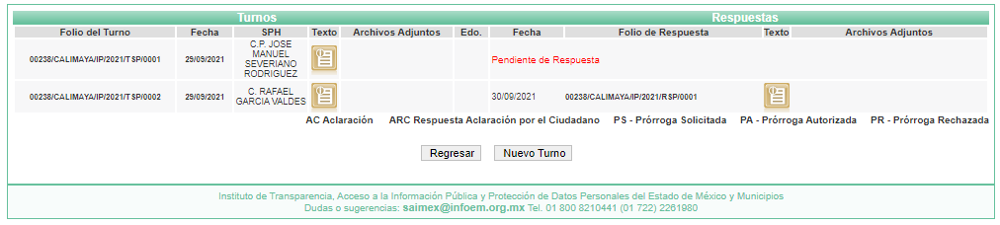 Turnos Respuestas
Folio del Turno Fecha SPH Texto Archivos Adjuntos Edo. Fecha Folio de Respuesta Texto Archivos Adjuntos
00238/CALIMAYA/IP/2021/TSP/0001 29/09/2021 C.P. JOSE
MANUEL
SEVERIANO
RODRIGUEZ
Pendiente de Respuesta
00238/CALIMAYA/IP/2021/TSP/0002 29/09/2021 C. RAFAEL
GARCIA VALDES
30/09/2021 00238/CALIMAYA/IP/2021/RSP/0001
AC Aclaración ARC Respuesta Aclaración por el Ciudadano PS - Prórroga Solicitada PA - Prórroga Autorizada PR - Prórroga Rechazada
Regresar Nuevo Turno
Instituto de Transparencia, Acceso a la Información Pública y Protección de Datos Personales del Estado de México y Municipios
Dudas o sugerencias: saimex@infoem.org.mx Tel. 01 800 8210441 (01 722) 2261980